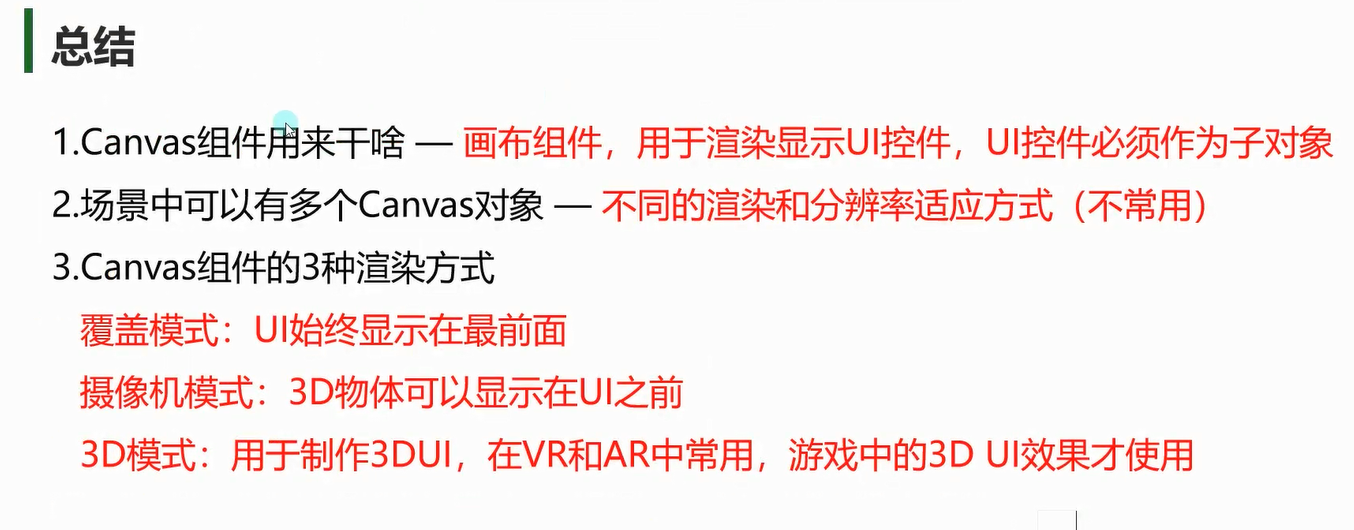 总结
1.Canvas组件用来干啥 — 画布组件，用于渲染显示UI控件，UI控件必须作为子对象
2.场景中可以有多个Canvas对象 — 不同的渲染和分辨率适应方式（不常用）
3.Canvas组件的3种渲染方式
覆盖模式：UI始终显示在最前面
摄像机模式：3D物体可以显示在UI之前
3D模式：用于制作3DUI，在VR和AR中常用，游戏中的3D UI效果才使用